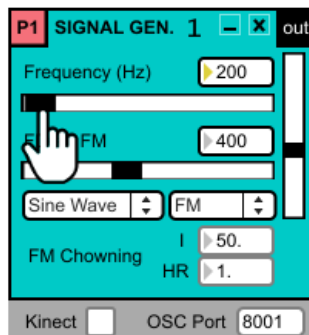 P1 SIGNAL GEN. 1 out
Frequency (Hz) 200
FM 400
Sine Wave FM
I 50.
FM Chowning
HR 1.
Kinect OSC Port 8001